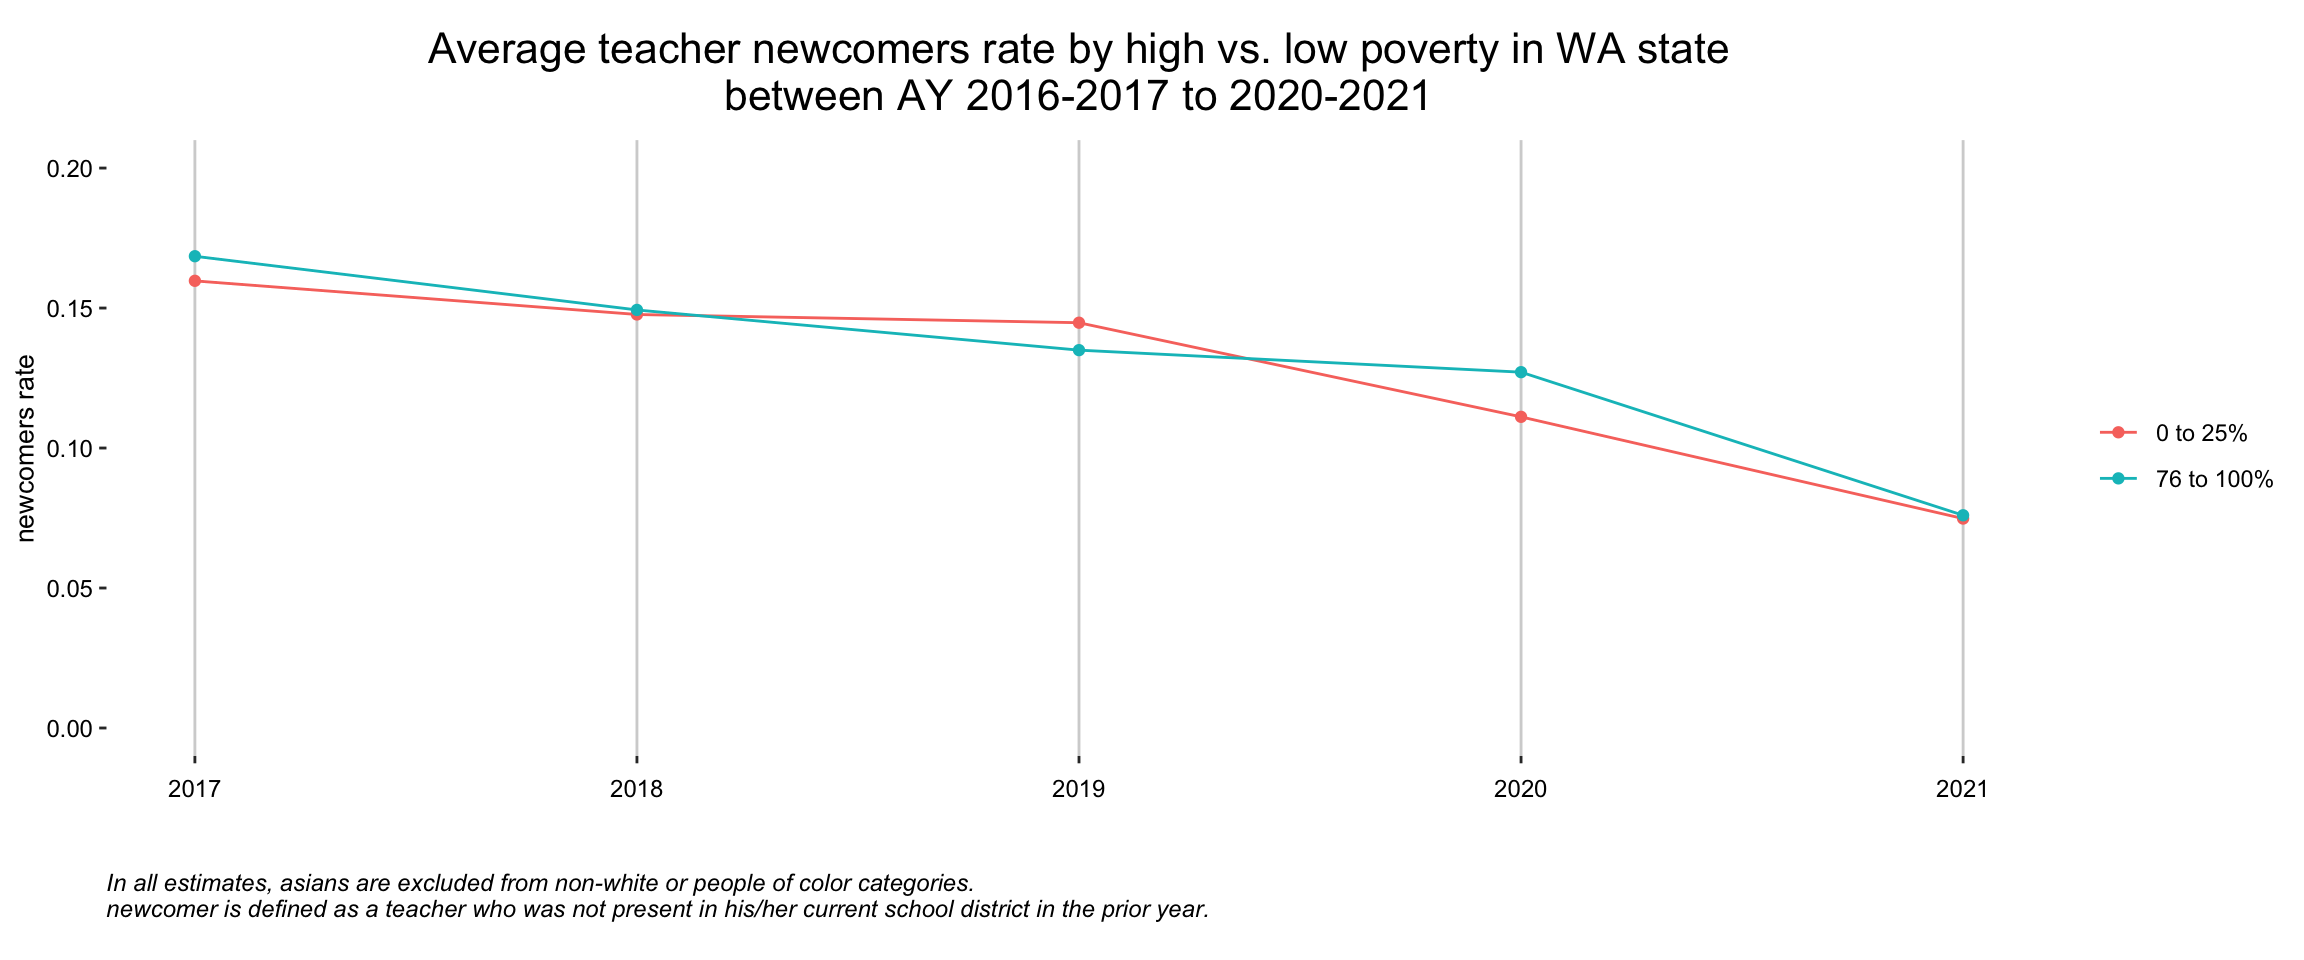 Average teacher newcomers rate by high vs. low poverty in WA state
between AY 2016-2017 to 2020-2021
newcomers rate
0.20
0.15
0.10
0.05
0.00
2017
2018
2019
2020
2021
0 to 25%
76 to 100%
In all estimates, asians are excluded from non-white or people of color categories.
newcomer is defined as a teacher who was not present in his/her current school district in the prior year.